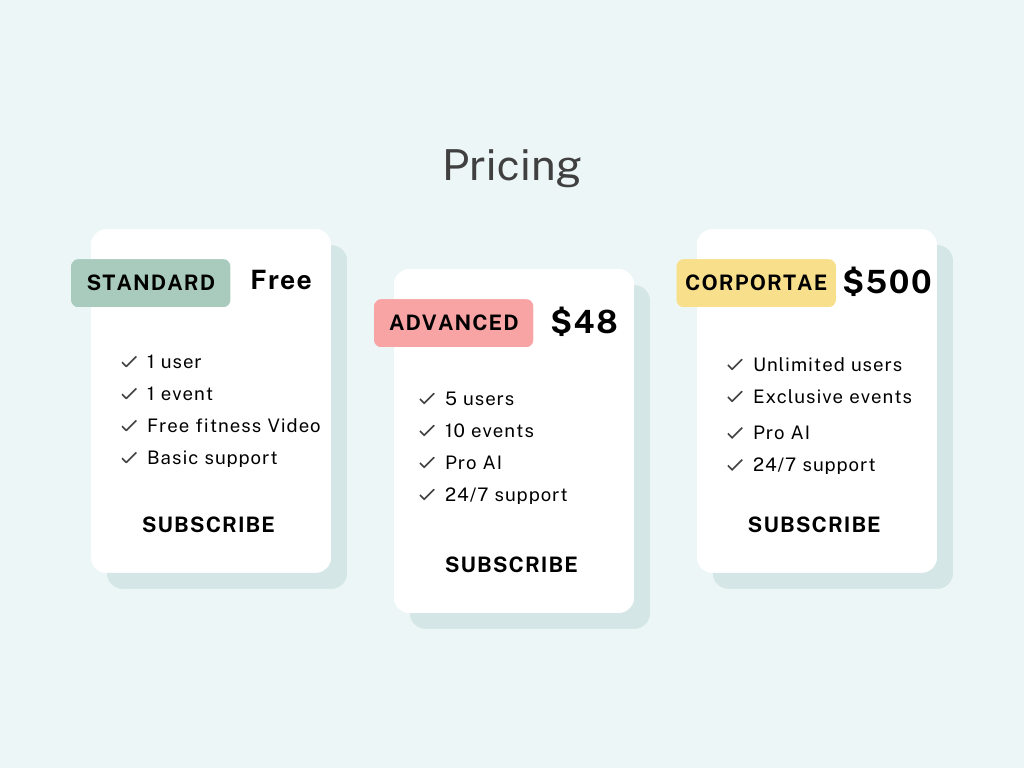 Pricing
STANDARD
Free
1 user
1 event
Free fitness Video
Basic support
SUBSCRIBE
ADVANCED
$48
5 users
10 events
Pro AI
24/7 support
SUBSCRIBE
CORPORTAE
$500
Unlimited users
Exclusive events
Pro AI
24/7 support
SUBSCRIBE